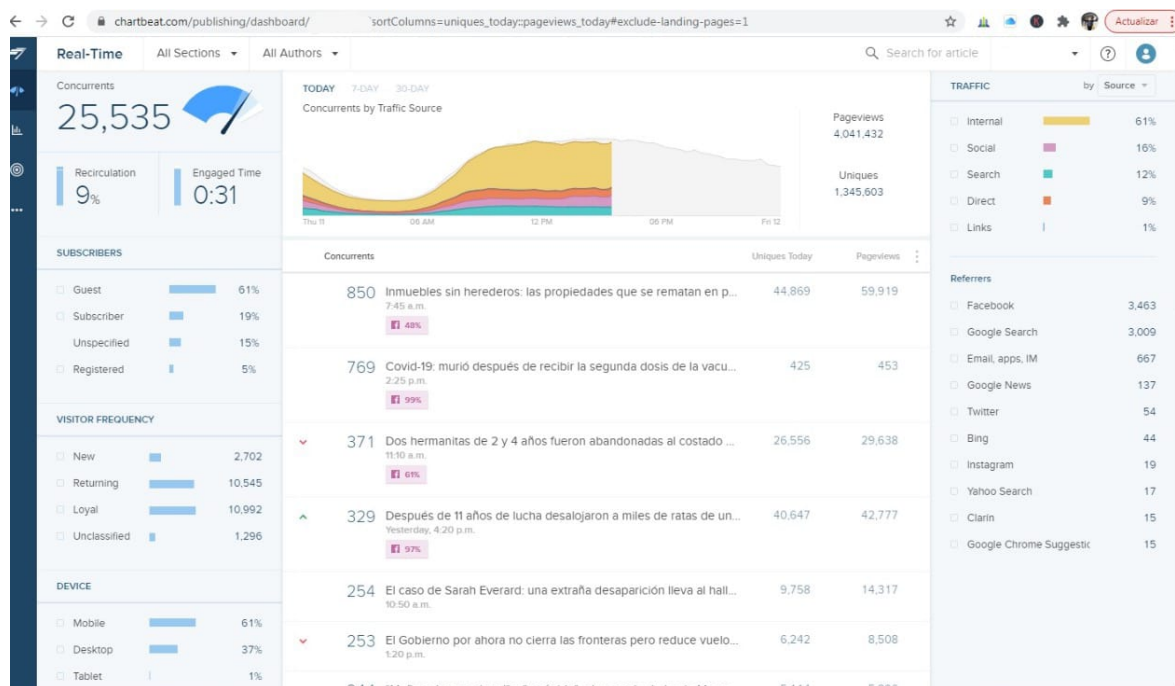 chartbeat.com/publishing/dashboard/ sortColumns=uniques_today::pageviews_today#exclude-landing-pages=1
Actualizar
Real-Time All Sections All Authors Search for article
Concurrents
25,535
Recirculation
9%
Engaged Time
0:31
SUBSCRIBERS
Guest 61%
Subscriber 19%
Unspecified 15%
Registered 5%
VISITOR FREQUENCY
New 2,702
Returning 10,545
Loyal 10,992
Unclassified 1,296
DEVICE
Mobile 61%
Desktop 37%
Tablet 1%
TODAY 7-DAY 30-DAY
Concurrents by Traffic Source
Thu 11 06 AM 12 PM 06 PM Fri 12
Pageviews
4,041,432
Uniques
1,345,603
Concurrents Uniques Today Pageviews
850 Inmuebles sin herederos: las propiedades que se rematan en p... 44,869 59,919
7:45 a.m.
48%
769 Covid-19: murió después de recibir la segunda dosis de la vacu... 425 453
2:25 p.m.
99%
371 Dos hermanitas de 2 y 4 años fueron abandonadas al costado ... 26,556 29,638
11:10 a.m.
61%
329 Después de 11 años de lucha desalojaron a miles de ratas de un... 40,647 42,777
Yesterday, 4:20 p.m.
97%
254 El caso de Sarah Everard: una extraña desaparición lleva al hall... 9,758 14,317
10:50 a.m.
253 El Gobierno por ahora no cierra las fronteras pero reduce vuelo... 6,242 8,508
1:20 p.m.
TRAFFIC by Source
Internal 61%
Social 16%
Search 12%
Direct 9%
Links 1%
Referrers
Facebook 3,463
Google Search 3,009
Email, apps, IM 667
Google News 137
Twitter 54
Bing 44
Instagram 19
Yahoo Search 17
Clarin 15
Google Chrome Suggestic 15